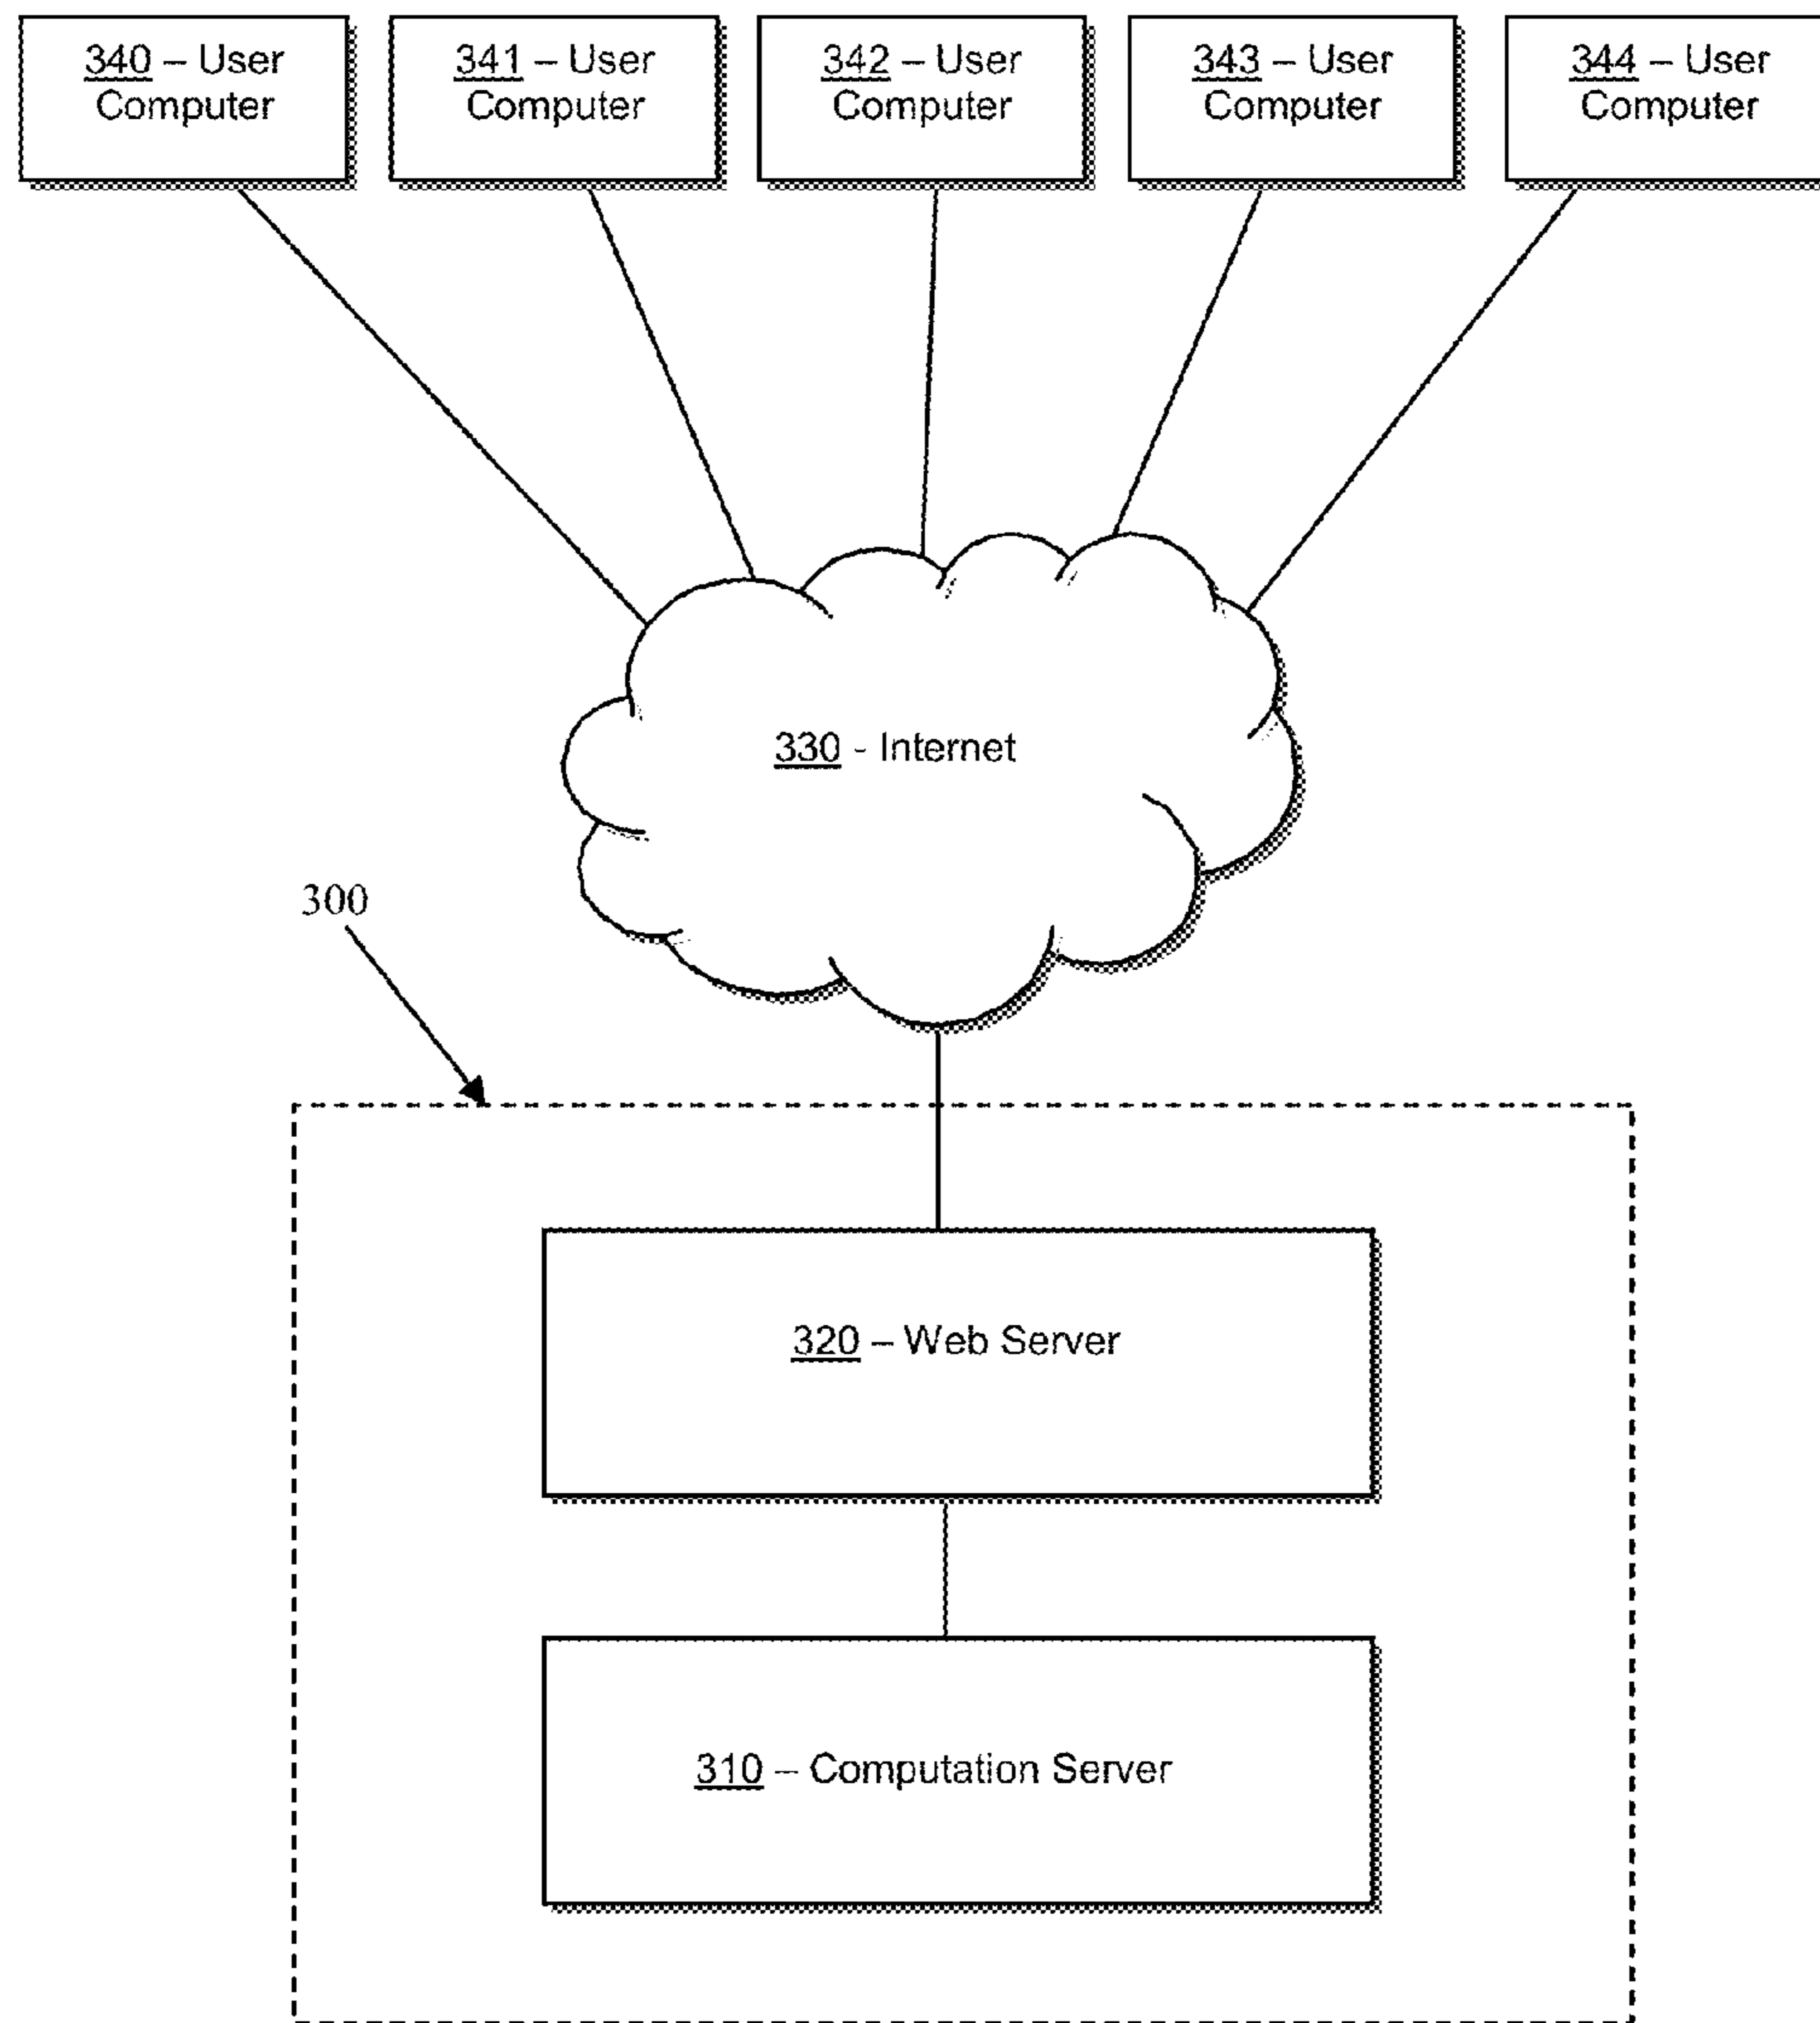 340 – User
Computer
341 – User
Computer
342 – User
Computer
343 – User
Computer
344 – User
Computer
330 - Internet
300
320 – Web Server
310 – Computation Server